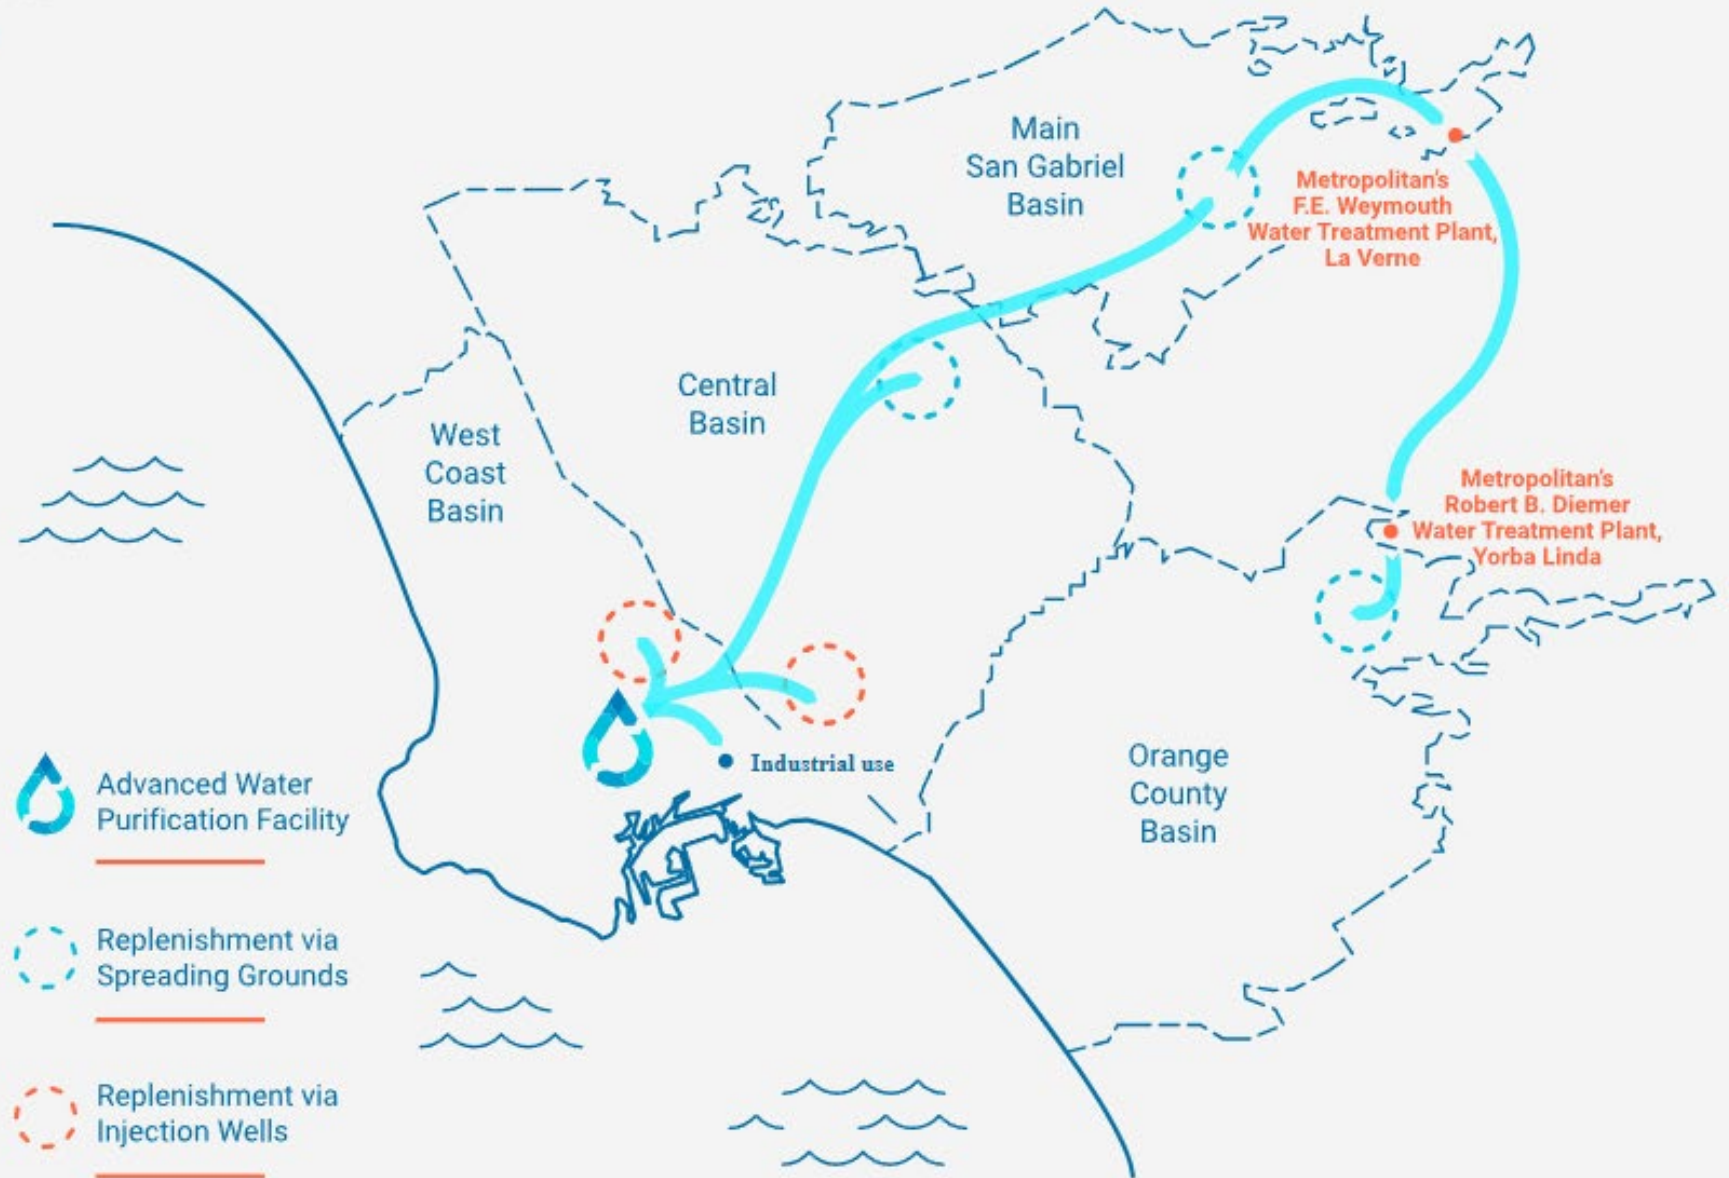 Main
San Gabriel
Basin
Metropolitan's
F.E. Weymouth
Water Treatment Plant,
La Verne
Central
Basin
West
Coast
Basin
Metropolitan's
Robert B. Diemer
Water Treatment Plant,
Yorba Linda
Industrial use
Orange
County
Basin
Advanced Water
Purification Facility
Replenishment via
Spreading Grounds
Replenishment via
Injection Wells